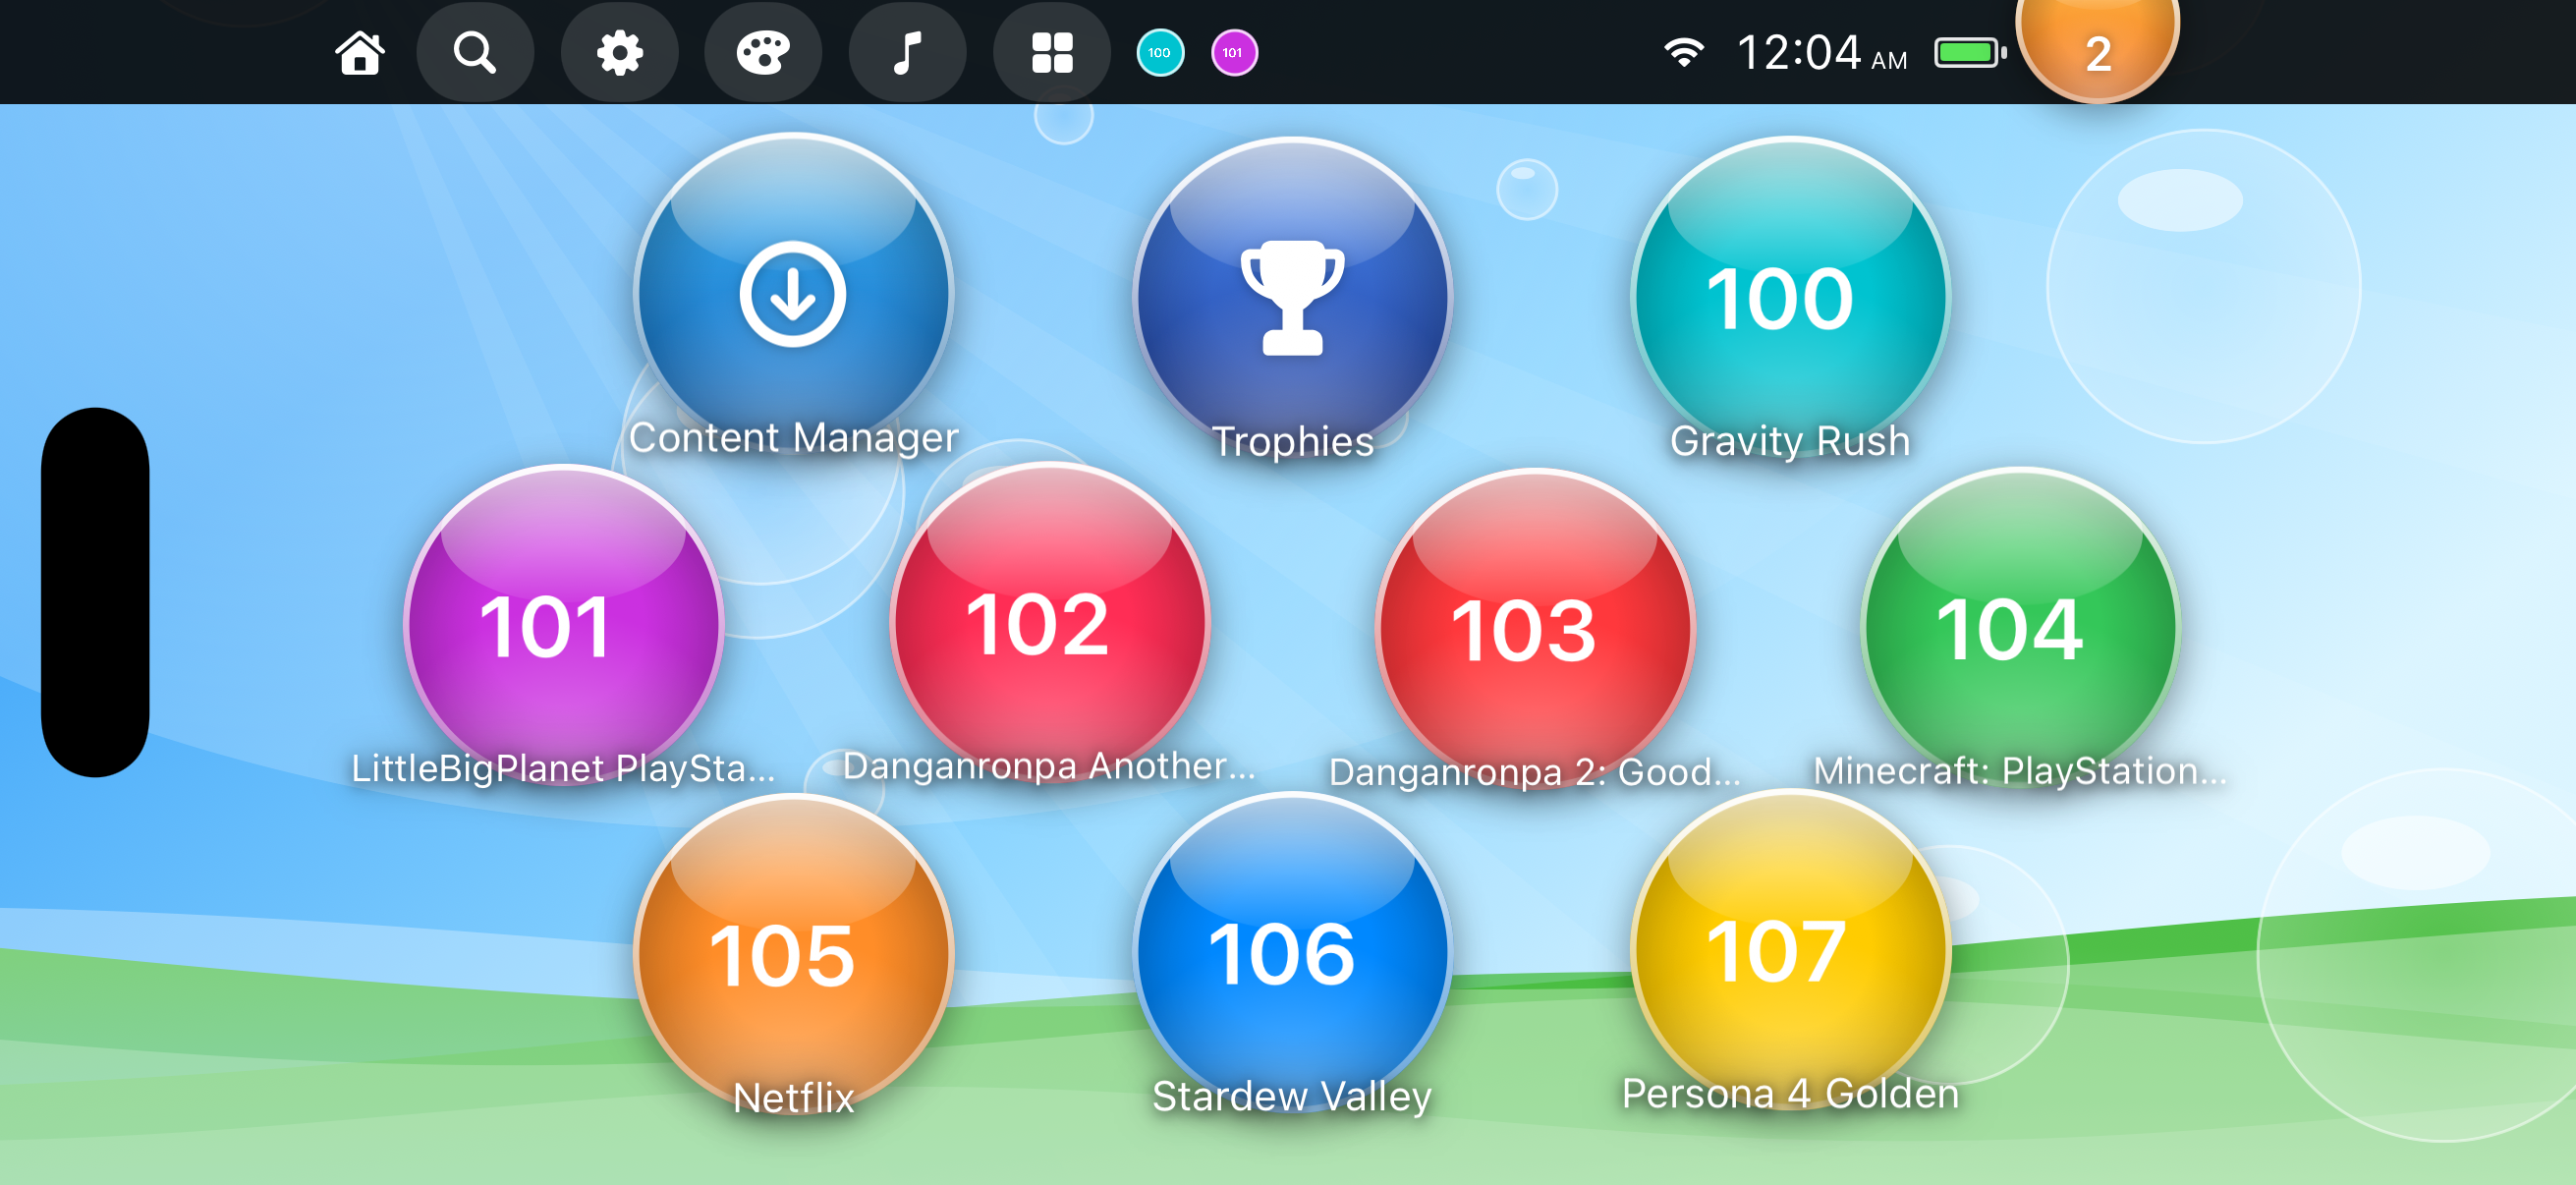 100
101
12:04 AM
2
100
Content Manager
Trophies
Gravity Rush
101
102
103
104
LittleBigPlanet PlaySta...
Danganronpa Another...
Danganronpa 2: Good...
Minecraft: PlayStation...
105
106
107
Netflix
Stardew Valley
Persona 4 Golden